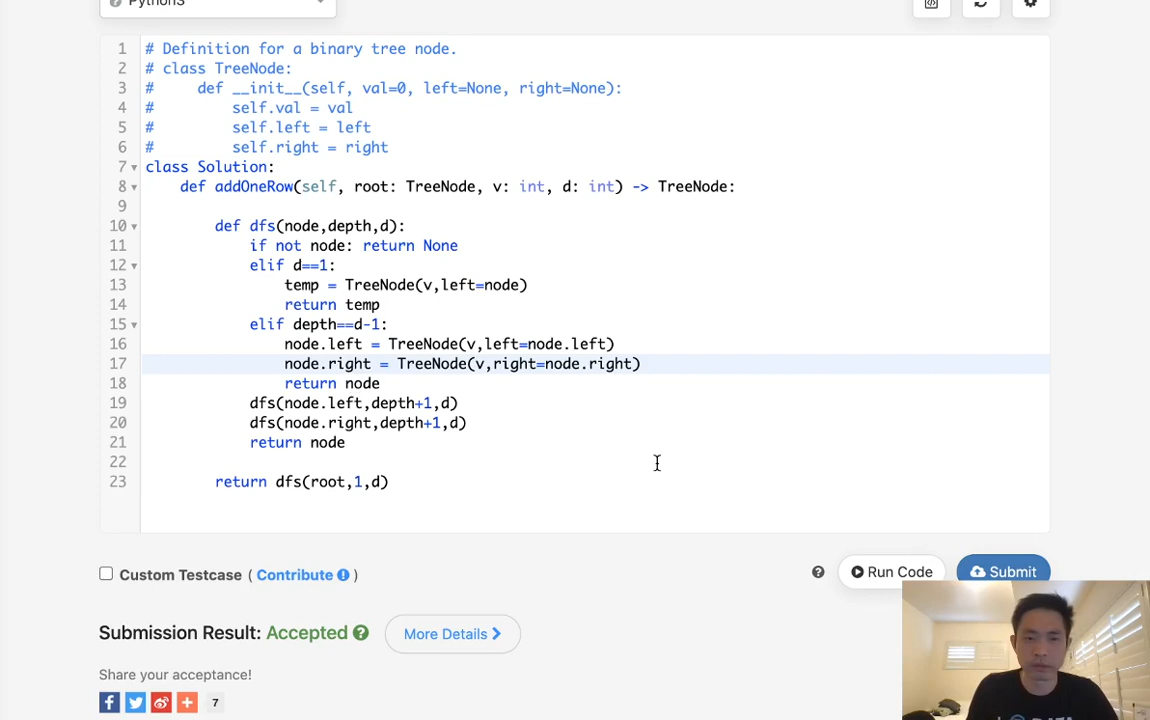 Python3
1 # Definition for a binary tree node.
2 # class TreeNode:
3 #     def __init__(self, val=0, left=None, right=None):
4 #         self.val = val
5 #         self.left = left
6 #         self.right = right
7 class Solution:
8     def addOneRow(self, root: TreeNode, v: int, d: int) -> TreeNode:
9
10         def dfs(node,depth,d):
11             if not node: return None
12             elif d==1:
13                 temp = TreeNode(v,left=node)
14                 return temp
15             elif depth==d-1:
16                 node.left = TreeNode(v,left=node.left)
17                 node.right = TreeNode(v,right=node.right)
18                 return node
19             dfs(node.left,depth+1,d)
20             dfs(node.right,depth+1,d)
21             return node
22
23         return dfs(root,1,d)
Custom Testcase ( Contribute )
? Run Code Submit
Submission Result: Accepted ? More Details
Share your acceptance!
7